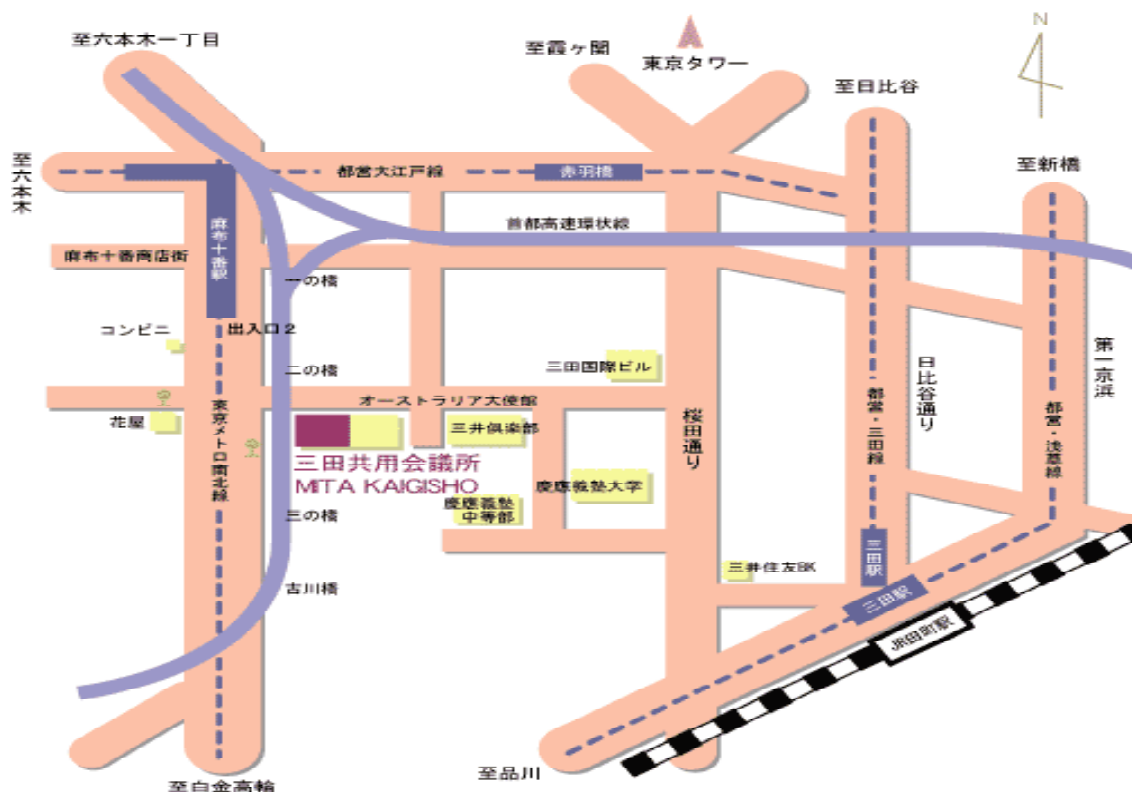 N
至六本木一丁目
至霞ヶ関
東京タワー
至日比谷
至新橋
至六本木
都営大江戸線
赤羽橋
麻布十番駅
首都高速環状線
麻布十番商店街
一の橋
コンビニ
出入口2
第一京浜
二の橋
三田国際ビル
日比谷通り
都営・三田線
オーストラリア大使館
東京メトロ南北線
桜田通り
都営・浅草線
花屋
三井倶楽部
三田共用会議所
MITA KAIGISHO
慶應義塾大学
慶應義塾
中等部
三の橋
三田駅
三井住友BK
古川橋
三田駅
JR田町駅
至品川
至白金高輪